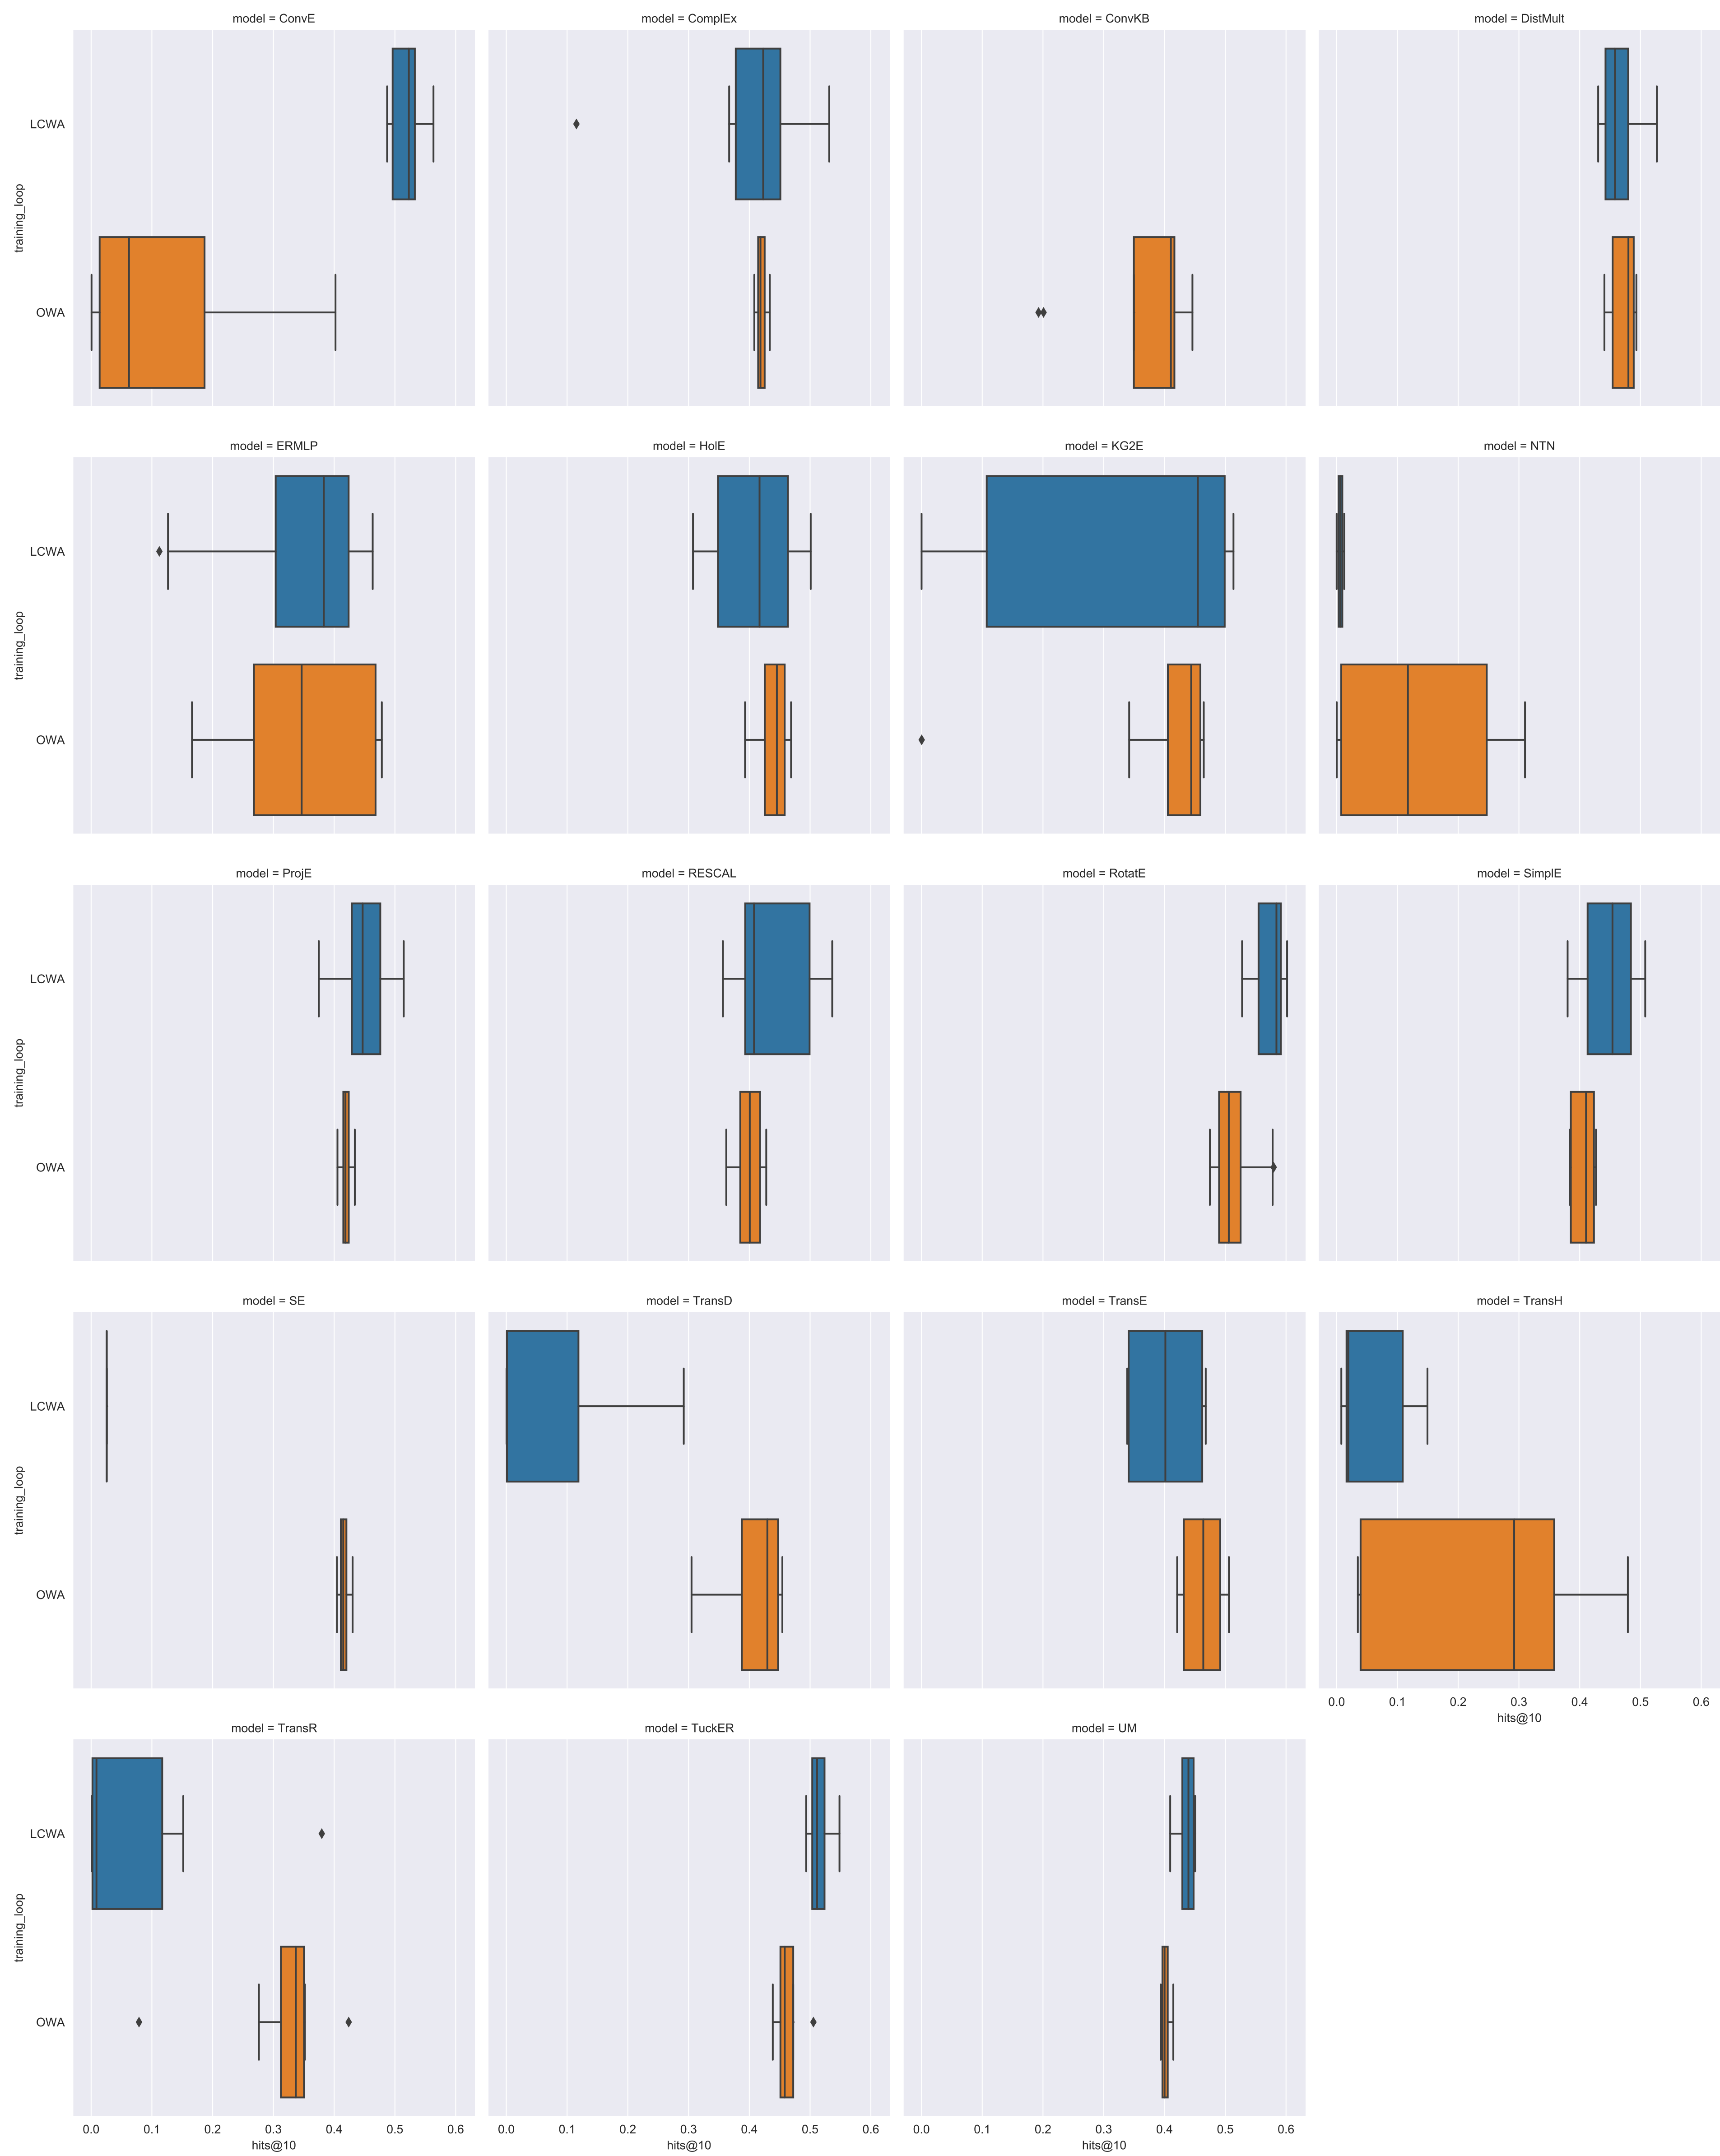 model = ConvE
model = ComplEx
model = ConvKB
model = DistMult
LCWA
training_loop
OWA
model = ERMLP
model = HolE
model = KG2E
model = NTN
LCWA
training_loop
OWA
model = ProjE
model = RESCAL
model = RotatE
model = SimplE
LCWA
training_loop
OWA
model = SE
model = TransD
model = TransE
model = TransH
LCWA
training_loop
OWA
0.0 0.1 0.2 0.3 0.4 0.5 0.6
hits@10
model = TransR
model = TuckER
model = UM
LCWA
training_loop
OWA
0.0 0.1 0.2 0.3 0.4 0.5 0.6
0.0 0.1 0.2 0.3 0.4 0.5 0.6
0.0 0.1 0.2 0.3 0.4 0.5 0.6
hits@10
hits@10
hits@10